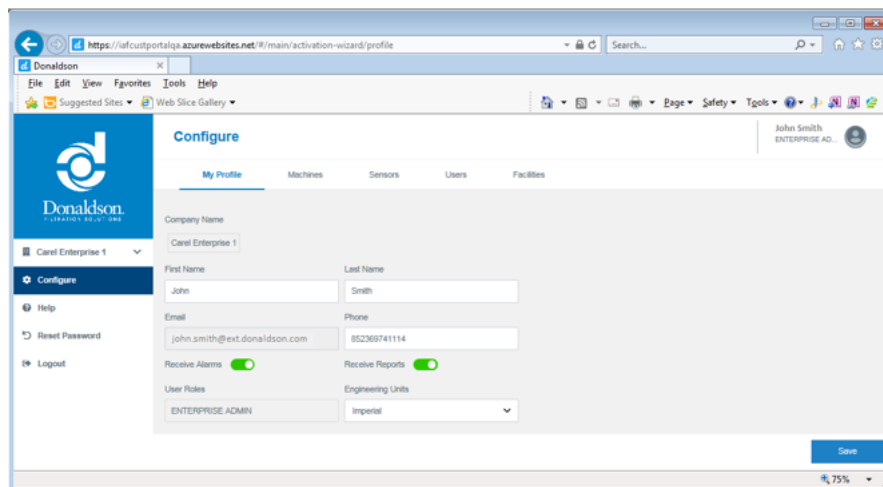 https://iafcustportalqa.azurewebsites.net/#/main/activation-wizard/profile
Search...
Donaldson
File Edit View Favorites Tools Help
Suggested Sites Web Slice Gallery
Page Safety Tools
Configure
John Smith
ENTERPRISE AD...
My Profile Machines Sensors Users Facilities
Donaldson.
FILTRATION SOLUTIONS
Carel Enterprise 1
Configure
Help
Reset Password
Logout
Company Name
Carel Enterprise 1
First Name Last Name
John Smith
Email Phone
john.smith@ext.donaldson.com 852369741114
Receive Alarms Receive Reports
User Roles Engineering Units
ENTERPRISE ADMIN Imperial
Save
75%